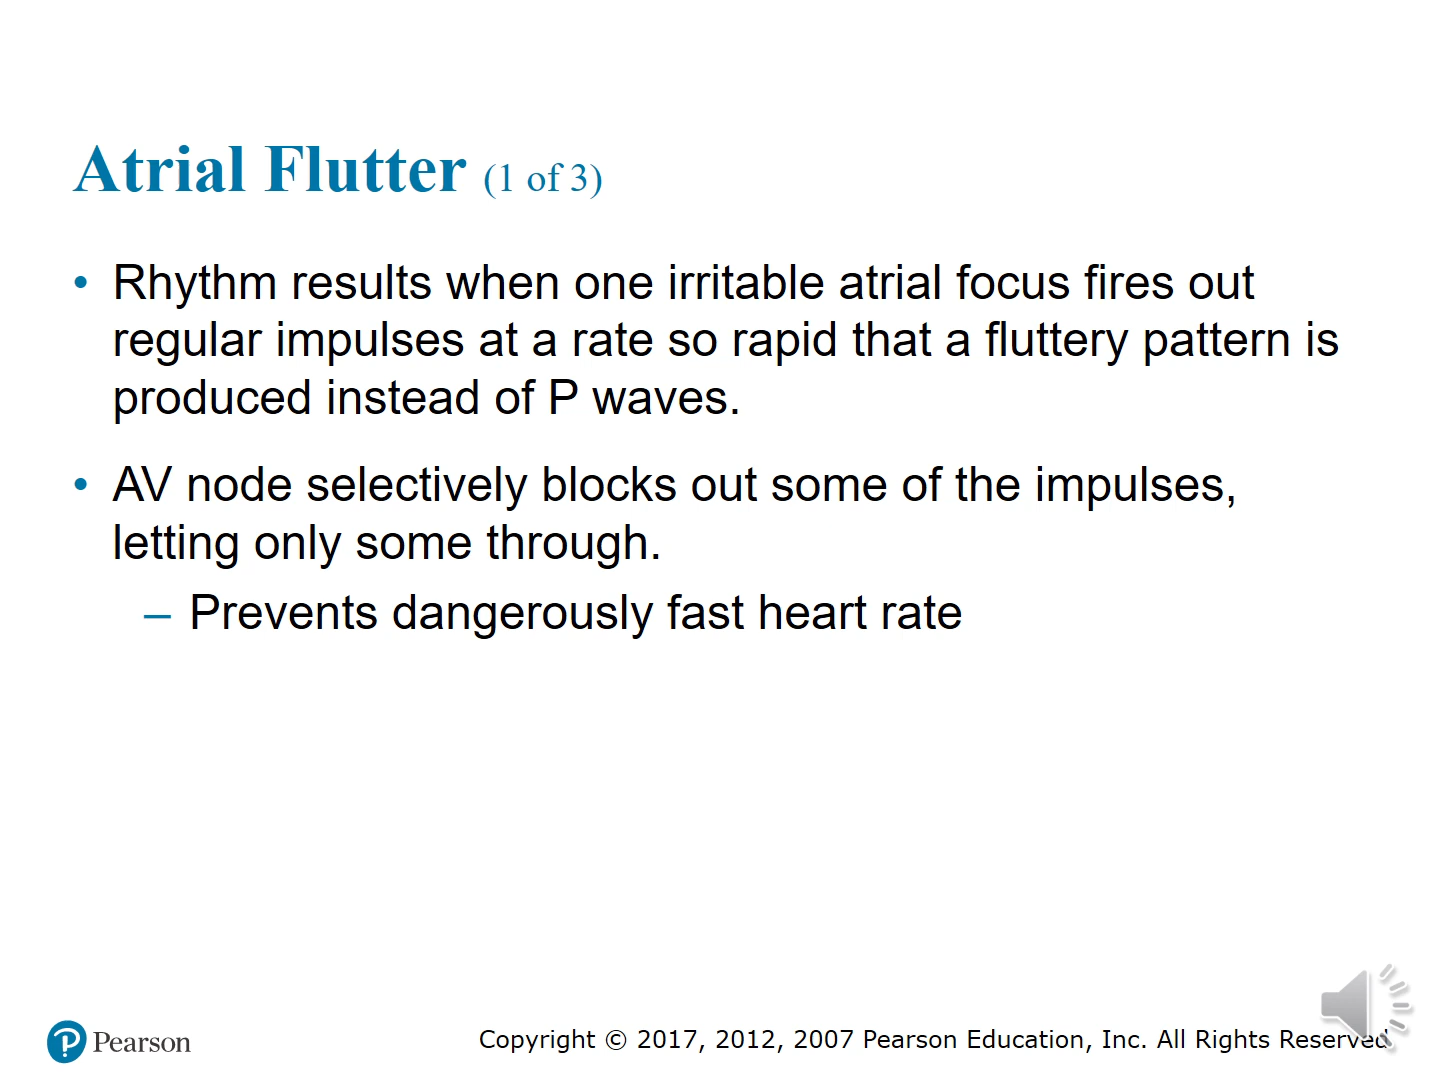 Atrial Flutter (1 of 3)
• Rhythm results when one irritable atrial focus fires out
regular impulses at a rate so rapid that a fluttery pattern is
produced instead of P waves.
• AV node selectively blocks out some of the impulses,
letting only some through.
– Prevents dangerously fast heart rate
Pearson
Copyright © 2017, 2012, 2007 Pearson Education, Inc. All Rights Reserved